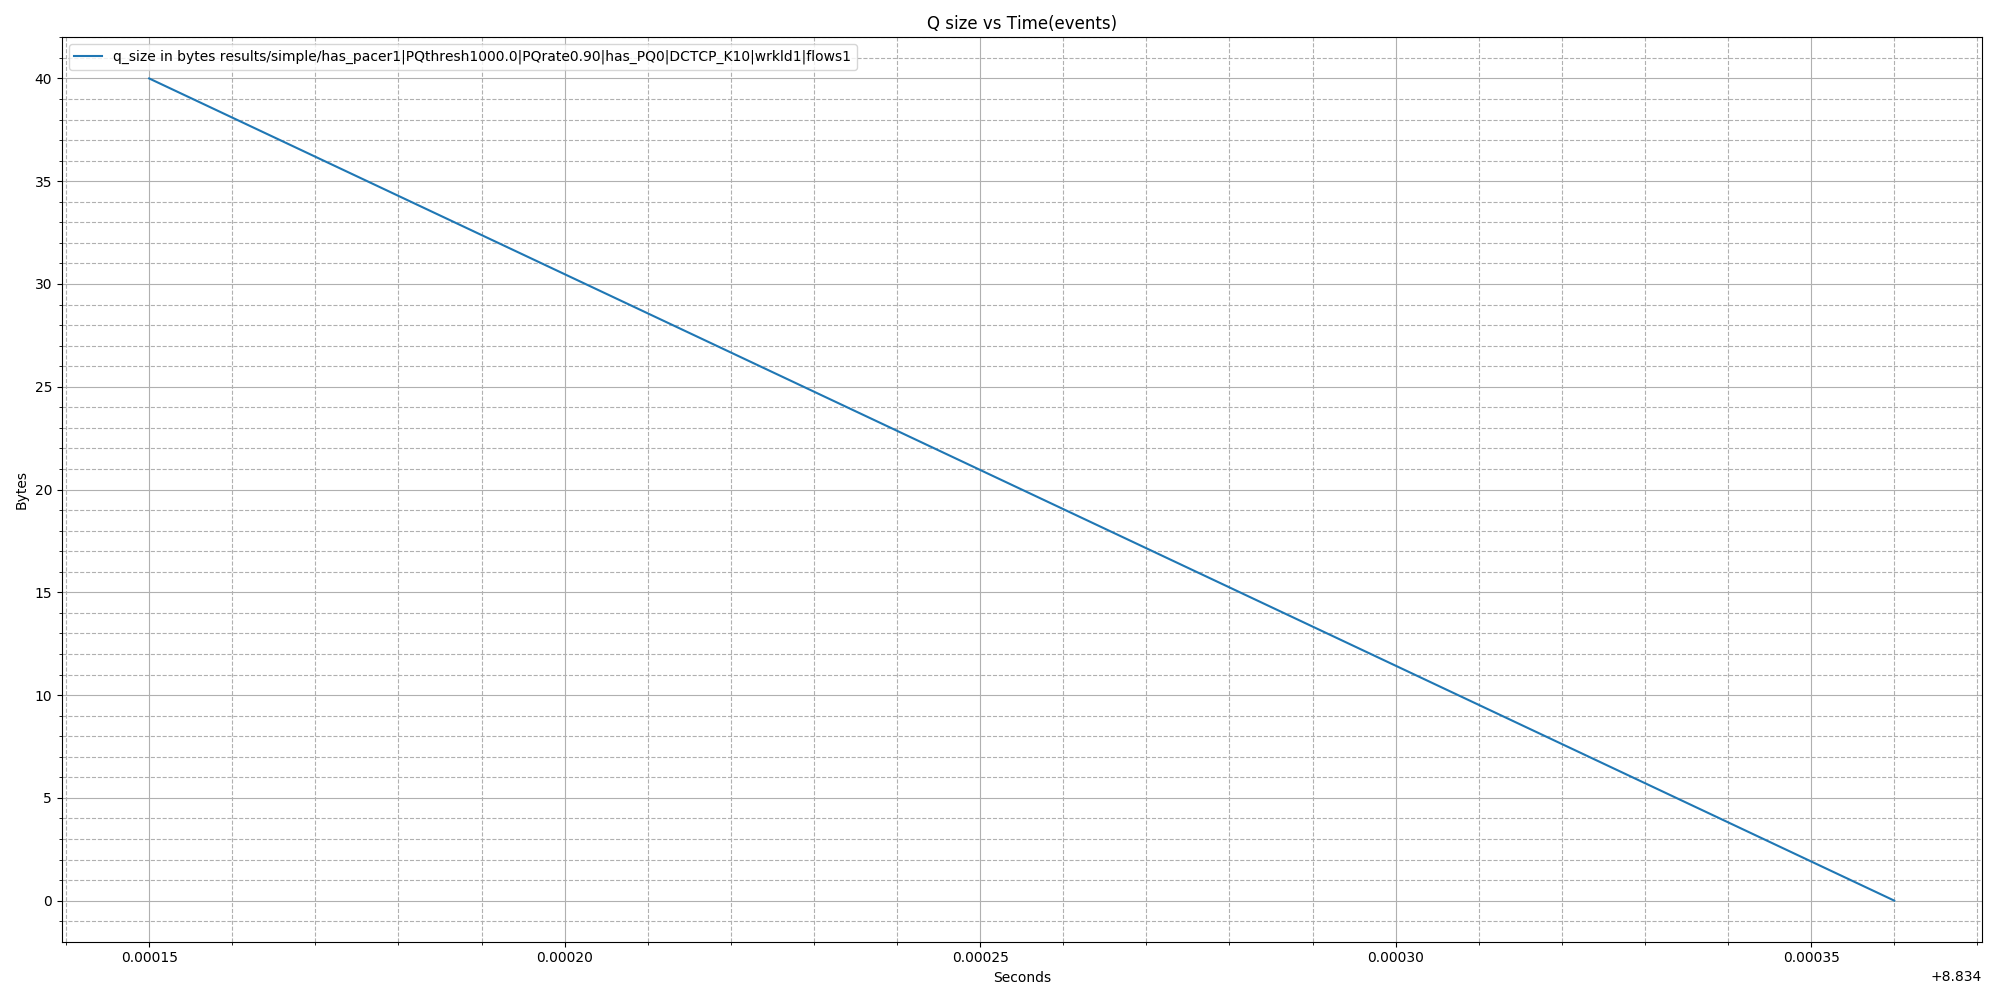 Q size vs Time(events)
q_size in bytes results/simple/has_pacer1|PQthresh1000.0|PQrate0.90|has_PQ0|DCTCP_K10|wrkld1|flows1
40
35
30
25
20
15
10
5
0
Bytes
0.00015 0.00020 0.00025 0.00030 0.00035
Seconds
+8.834